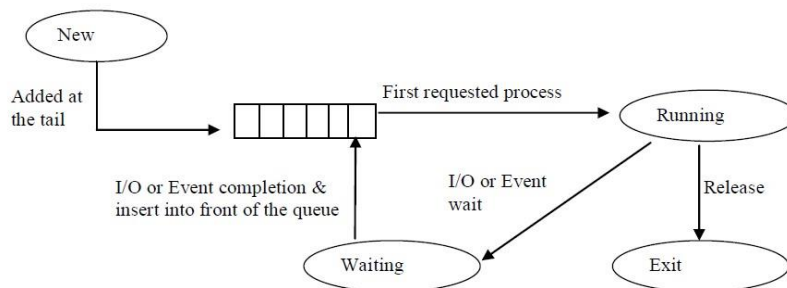 New
Added at
the tail
First requested process
Running
I/O or Event completion &
insert into front of the queue
I/O or Event
wait
Release
Waiting
Exit